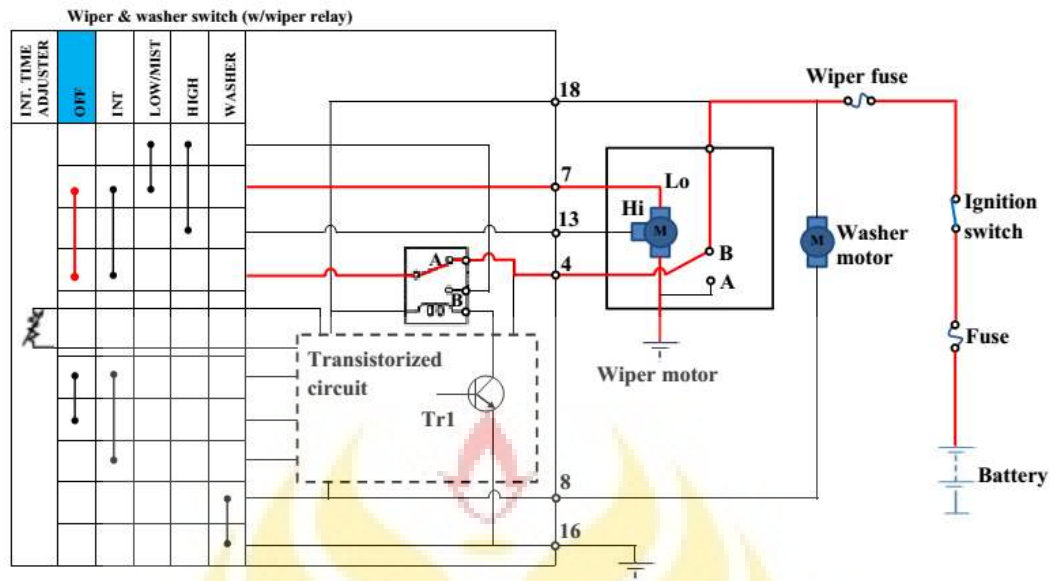 Wiper & washer switch (w/wiper relay)
INT. TIME
ADJUSTER
OFF
INT
LOW/MIST
HIGH
WASHER
18
Wiper fuse
7
Lo
Hi
13
M
M
Washer
motor
Ignition
switch
A
B
4
B
A
Fuse
Wiper motor
Transistorized
circuit
Tr1
8
Battery
16